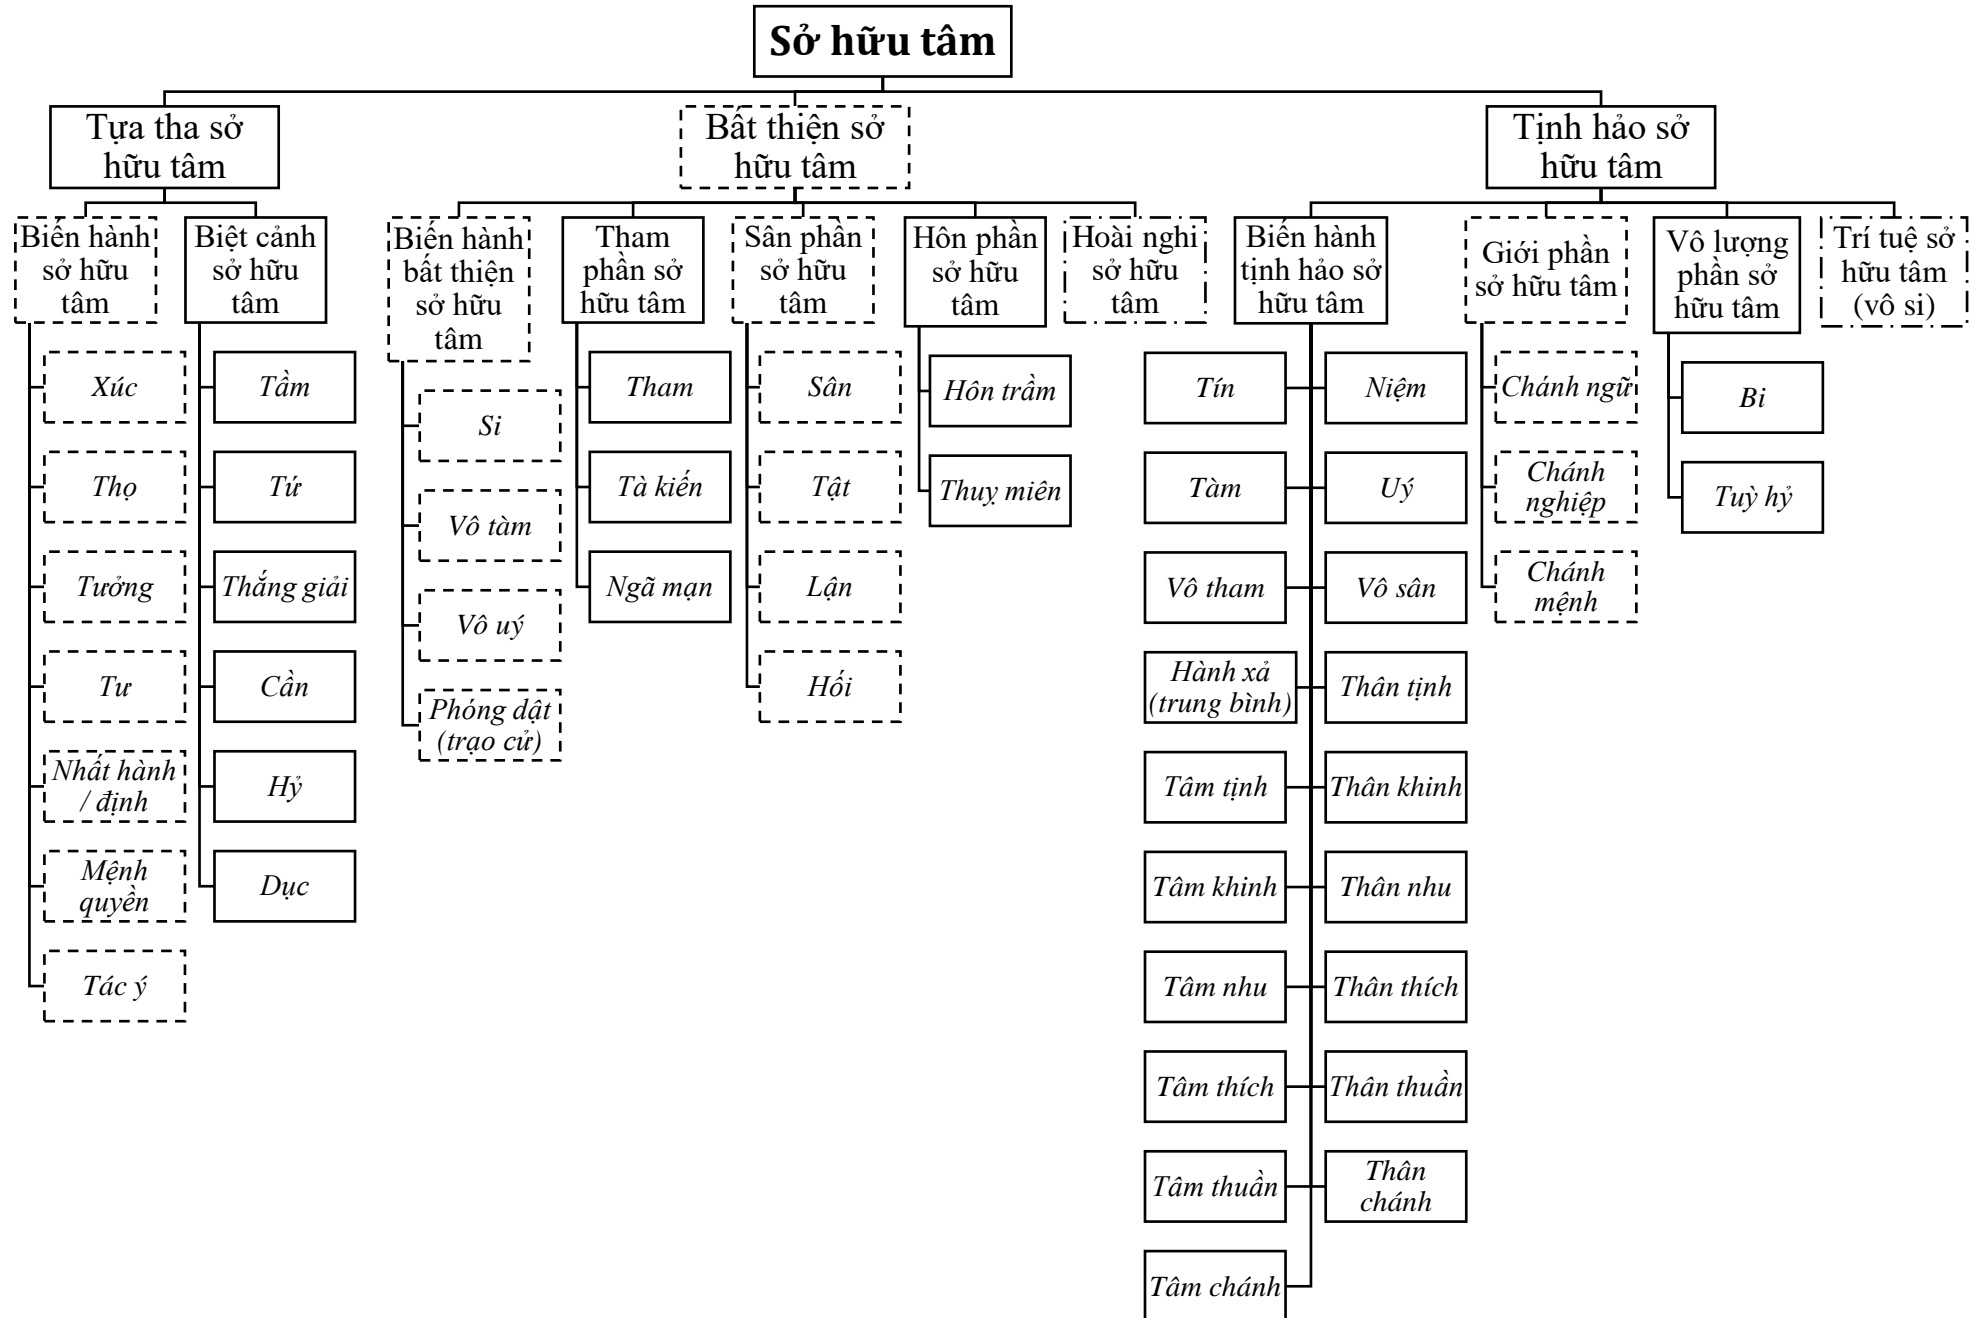 Sở hữu tâm
Tựa tha sở
hữu tâm
Bất thiện sở
hữu tâm
Tịnh hảo sở
hữu tâm
Biến hành
sở hữu
tâm
Biệt cảnh
sở hữu
tâm
Biến hành
bất thiện
sở hữu
tâm
Tham
phần sở
hữu tâm
Sân phần
sở hữu
tâm
Hôn phần
sở hữu
tâm
Hoài nghi
sở hữu
tâm
Biến hành
tịnh hảo sở
hữu tâm
Giới phần
sở hữu tâm
Vô lượng
phần sở
hữu tâm
Trí tuệ sở
hữu tâm
(vô si)
Xúc
Thọ
Tưởng
Tư
Nhất hành
/ định
Mệnh
quyền
Tác ý
Tầm
Tứ
Thắng giải
Cần
Hỷ
Dục
Si
Vô tàm
Vô uý
Phóng dật
(trạo cử)
Tham
Tà kiến
Ngã mạn
Sân
Tật
Lận
Hối
Hôn trầm
Thuỵ miên
Tín
Niệm
Tàm
Uý
Vô tham
Vô sân
Hành xả
(trung bình)
Thân tịnh
Tâm tịnh
Thân khinh
Tâm khinh
Thân nhu
Tâm nhu
Thân thích
Tâm thích
Thân thuần
Tâm thuần
Thân
chánh
Tâm chánh
Chánh ngữ
Chánh
nghiệp
Chánh
mệnh
Bi
Tuỳ hỷ